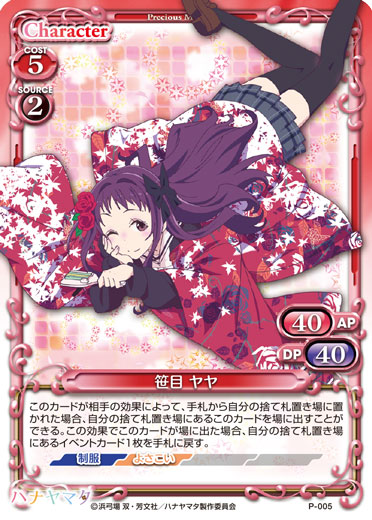 Precious M
Character
COST
5
SOURCE
2
40 AP
DP 40
笹目 ヤヤ
このカードが相手の効果によって、手札から自分の捨て札置き場に置
かれた場合、自分の捨て札置き場にあるこのカードを場に出すことが
できる。この効果でこのカードが場に出た場合、自分の捨て札置き場
にあるイベントカード1枚を手札に戻す。
制服 よさこい
ハナヤマタ
©浜弓場 双・芳文社/ハナヤマタ製作委員会 P-005